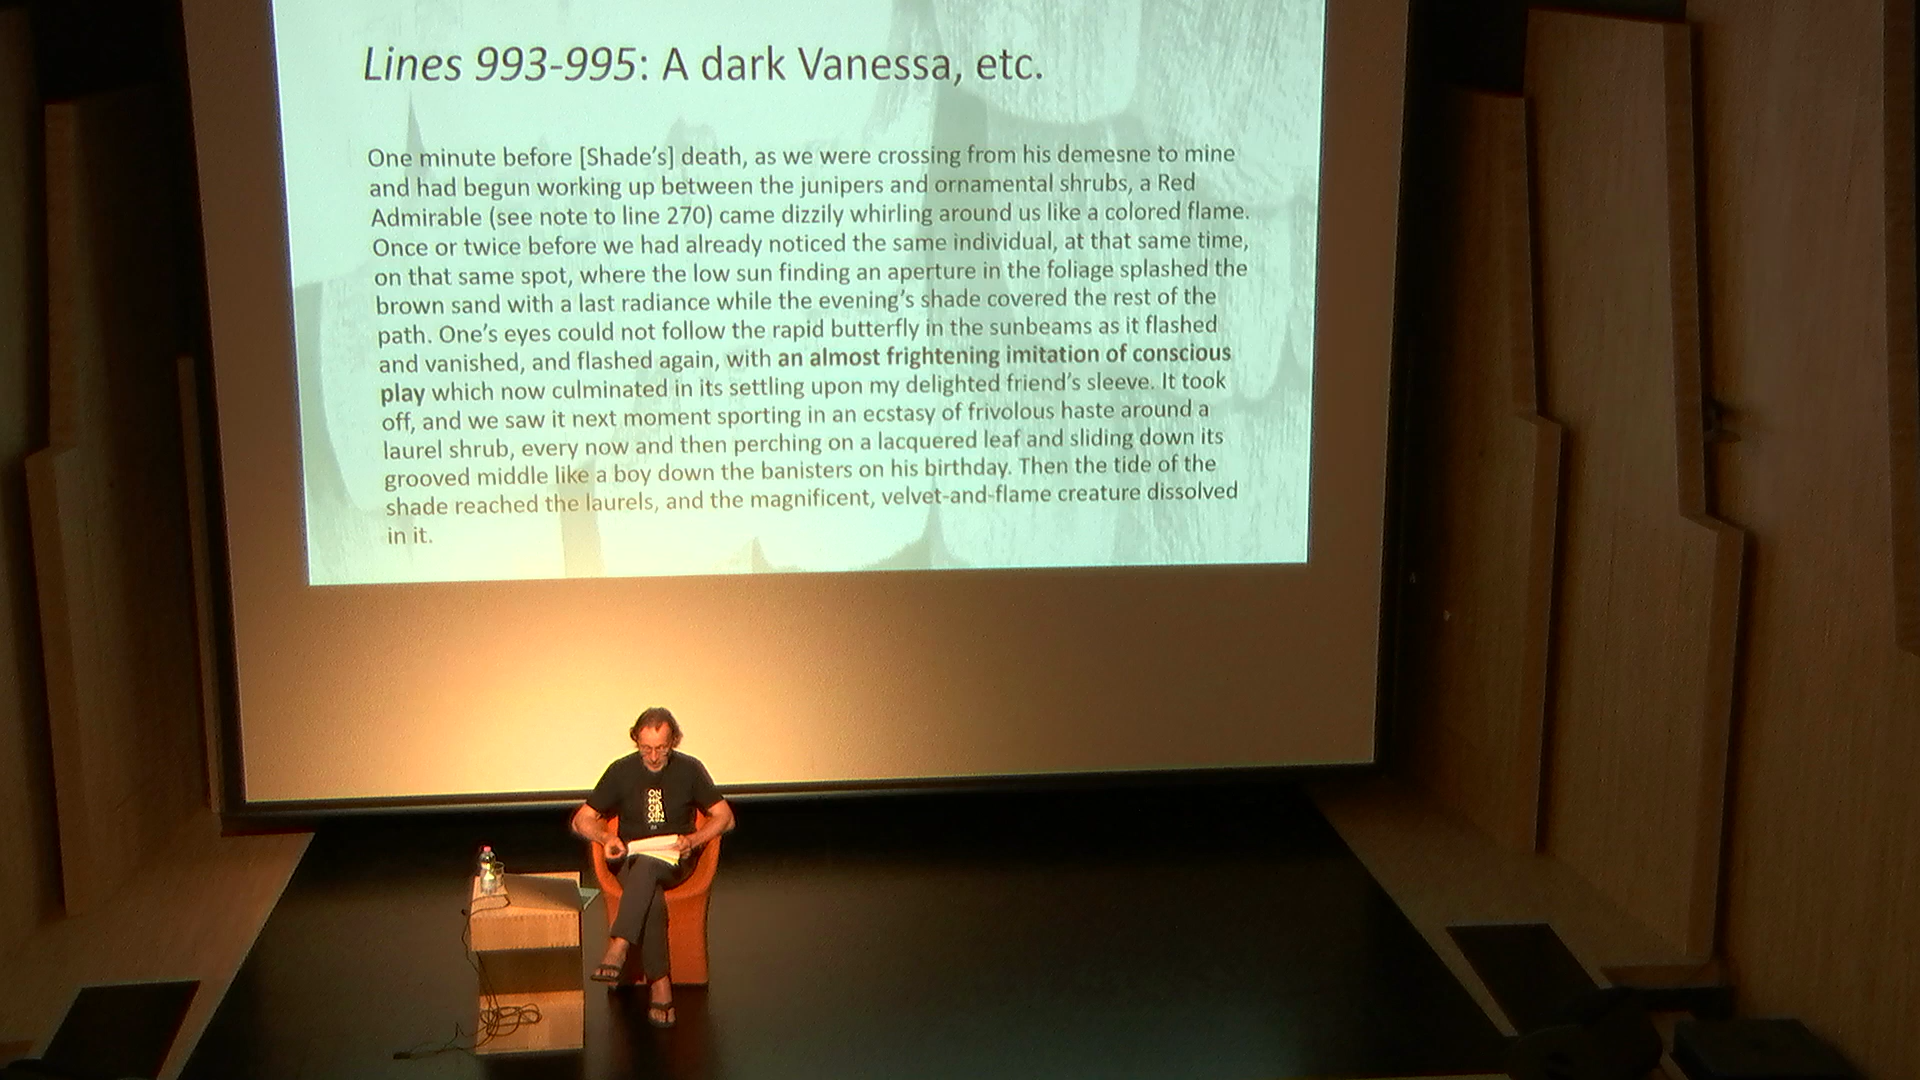 Lines 993-995: A dark Vanessa, etc.
One minute before [Shade’s] death, as we were crossing from his demesne to mine
and had begun working up between the junipers and ornamental shrubs, a Red
Admirable (see note to line 270) came dizzily whirling around us like a colored flame.
Once or twice before we had already noticed the same individual, at that same time,
on that same spot, where the low sun finding an aperture in the foliage splashed the
brown sand with a last radiance while the evening’s shade covered the rest of the
path. One’s eyes could not follow the rapid butterfly in the sunbeams as it flashed
and vanished, and flashed again, with an almost frightening imitation of conscious
play which now culminated in its settling upon my delighted friend’s sleeve. It took
off, and we saw it next moment sporting in an ecstasy of frivolous haste around a
laurel shrub, every now and then perching on a lacquered leaf and sliding down its
grooved middle like a boy down the banisters on his birthday. Then the tide of the
shade reached the laurels, and the magnificent, velvet-and-flame creature dissolved
in it.
ON